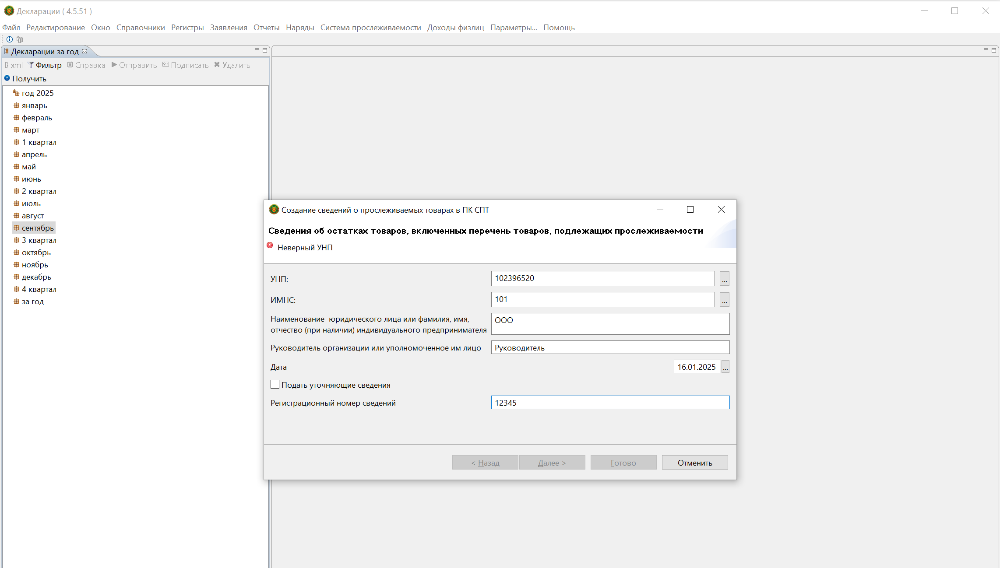 Декларации ( 4.5.51 )
Файл Редактирование Окно Справочники Регистры Заявления Отчеты Наряды Система прослеживаемости Доходы физлиц Параметры... Помощь
Декларации за год
В xml Фильтр Справка Отправить Подписать Удалить
Получить
год 2025
январь
февраль
март
1 квартал
апрель
май
июнь
2 квартал
июль
август
сентябрь
3 квартал
октябрь
ноябрь
декабрь
4 квартал
за год
Создание сведений о прослеживаемых товарах в ПК СПТ
Сведения об остатках товаров, включенных перечень товаров, подлежащих прослеживаемости
Неверный УНП
УНП: 102396520 ...
ИМНС: 101 ...
Наименование  юридического лица или фамилия, имя,
отчество (при наличии) индивидуального предпринимателя
ООО
Руководитель организации или уполномоченное им лицо Руководитель
Дата 16.01.2025 ...
Подать уточняющие сведения
Регистрационный номер сведений 12345
< Назад Далее > Готово Отменить